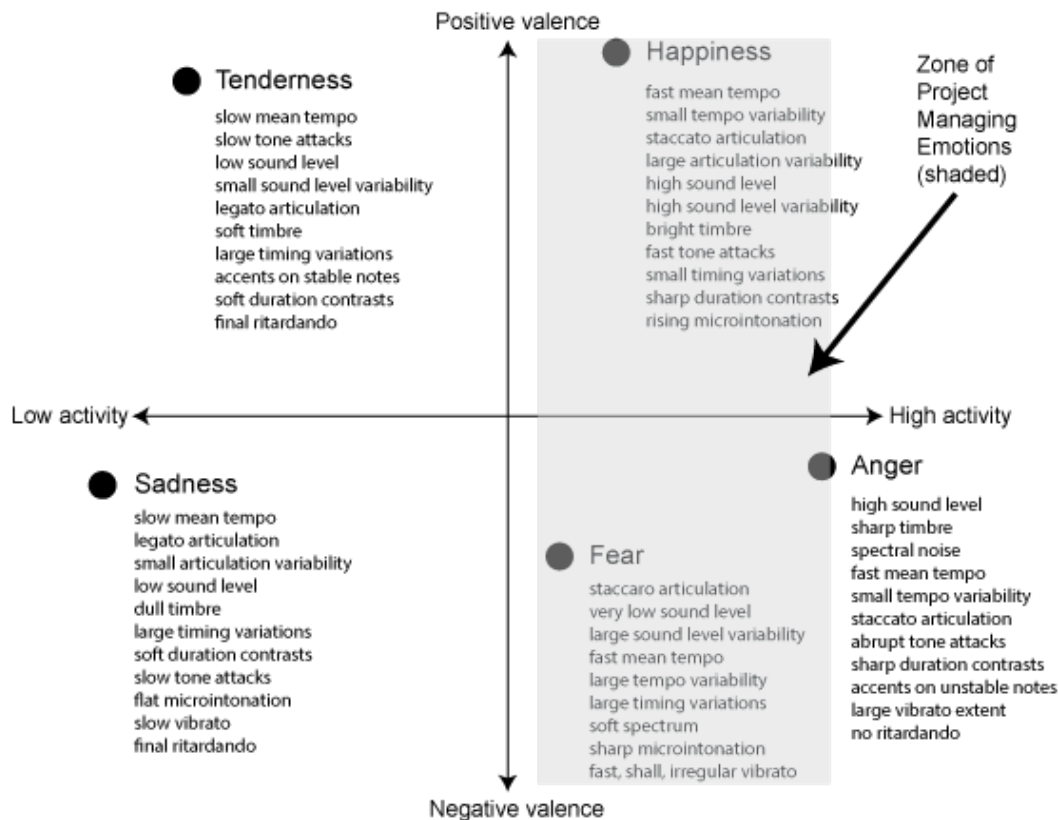 Positive valence
Tenderness
slow mean tempo
slow tone attacks
low sound level
small sound level variability
legato articulation
soft timbre
large timing variations
accents on stable notes
soft duration contrasts
final ritardando
Happiness
fast mean tempo
small tempo variability
staccato articulation
large articulation variability
high sound level
high sound level variability
bright timbre
fast tone attacks
small timing variations
sharp duration contrasts
rising microintonation
Zone of
Project
Managing
Emotions
(shaded)
Low activity
High activity
Sadness
slow mean tempo
legato articulation
small articulation variability
low sound level
dull timbre
large timing variations
soft duration contrasts
slow tone attacks
flat microintonation
slow vibrato
final ritardando
Fear
staccaro articulation
very low sound level
large sound level variability
fast mean tempo
large tempo variability
large timing variations
soft spectrum
sharp microintonation
fast, shall, irregular vibrato
Anger
high sound level
sharp timbre
spectral noise
fast mean tempo
small tempo variability
staccato articulation
abrupt tone attacks
sharp duration contrasts
accents on unstable notes
large vibrato extent
no ritardando
Negative valence